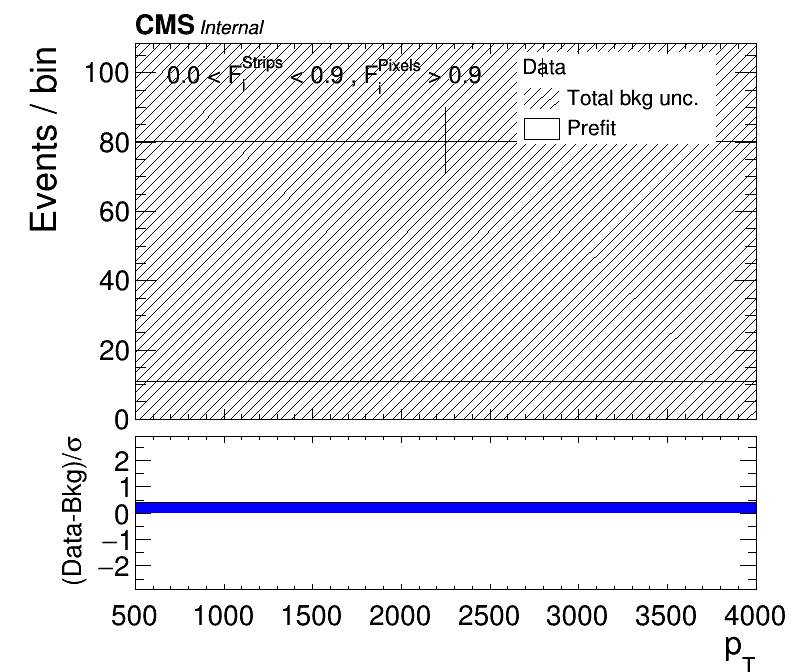 CMS Internal
Events / bin
0.0 < F_i^Strips < 0.9 , F_i^Pixels > 0.9
Data
Total bkg unc.
Prefit
100
80
60
40
20
0
(Data-Bkg)/σ
2
1
0
−1
−2
500 1000 1500 2000 2500 3000 3500 4000
p_T